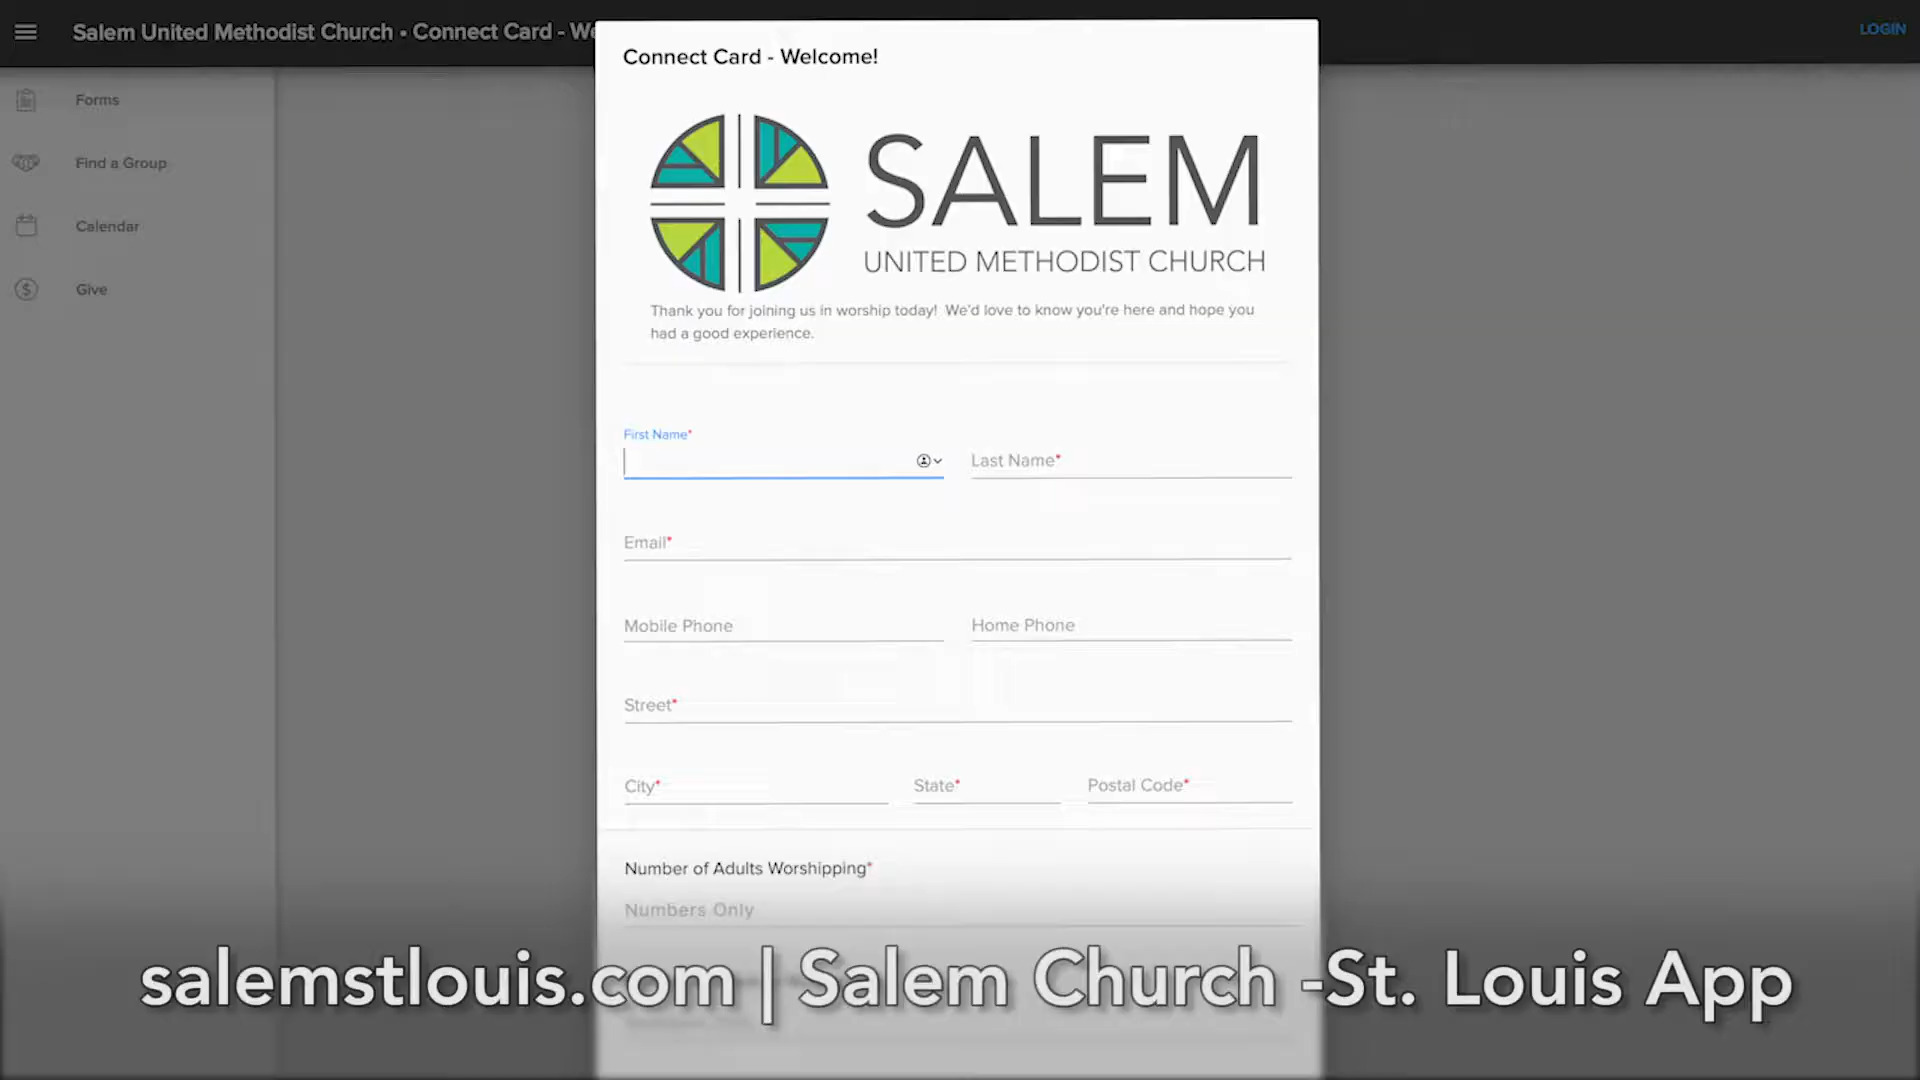 Salem United Methodist Church • Connect Card - We
LOGIN
Forms
Find a Group
Calendar
Give
Connect Card - Welcome!
SALEM
UNITED METHODIST CHURCH
Thank you for joining us in worship today! We'd love to know you're here and hope you
had a good experience.
First Name*
Last Name*
Email*
Mobile Phone
Home Phone
Street*
City*
State*
Postal Code*
Number of Adults Worshipping*
Numbers Only
salemstlouis.com | Salem Church -St. Louis App